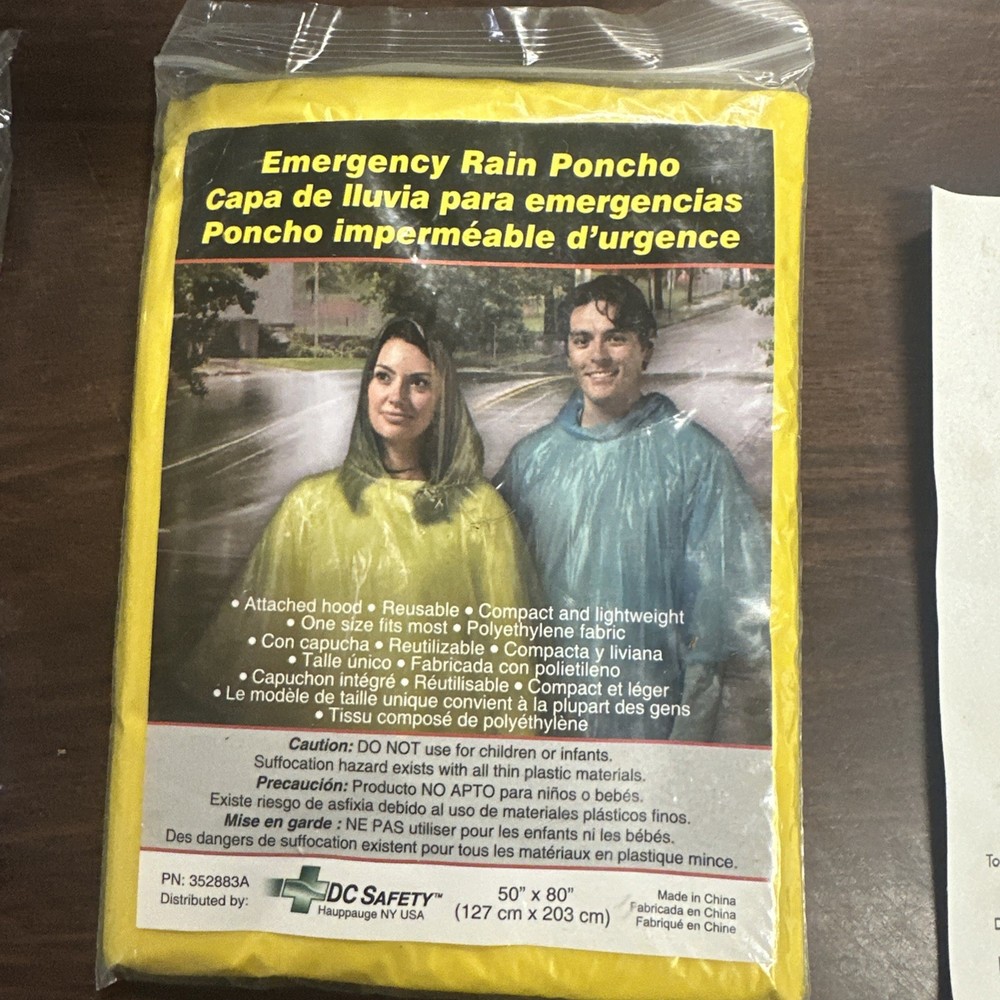 Emergency Rain Poncho
Capa de lluvia para emergencias
Poncho imperméable d'urgence
• Attached hood • Reusable • Compact and lightweight
• One size fits most • Polyethylene fabric
• Con capucha • Reutilizable • Compacta y liviana
• Talle único • Fabricada con polietileno
• Capuchon intégré • Réutilisable • Compact et léger
• Le modèle de taille unique convient à la plupart des gens
• Tissu composé de polyéthylène
Caution: DO NOT use for children or infants.
Suffocation hazard exists with all thin plastic materials.
Precaución: Producto NO APTO para niños o bebés.
Existe riesgo de asfixia debido al uso de materiales plásticos finos.
Mise en garde : NE PAS utiliser pour les enfants ni les bébés.
Des dangers de suffocation existent pour tous les matériaux en plastique mince.
PN: 352883A
Distributed by:
DC SAFETY™
Hauppauge NY USA
50" x 80"
(127 cm x 203 cm)
Made in China
Fabricada en China
Fabriqué en Chine
To